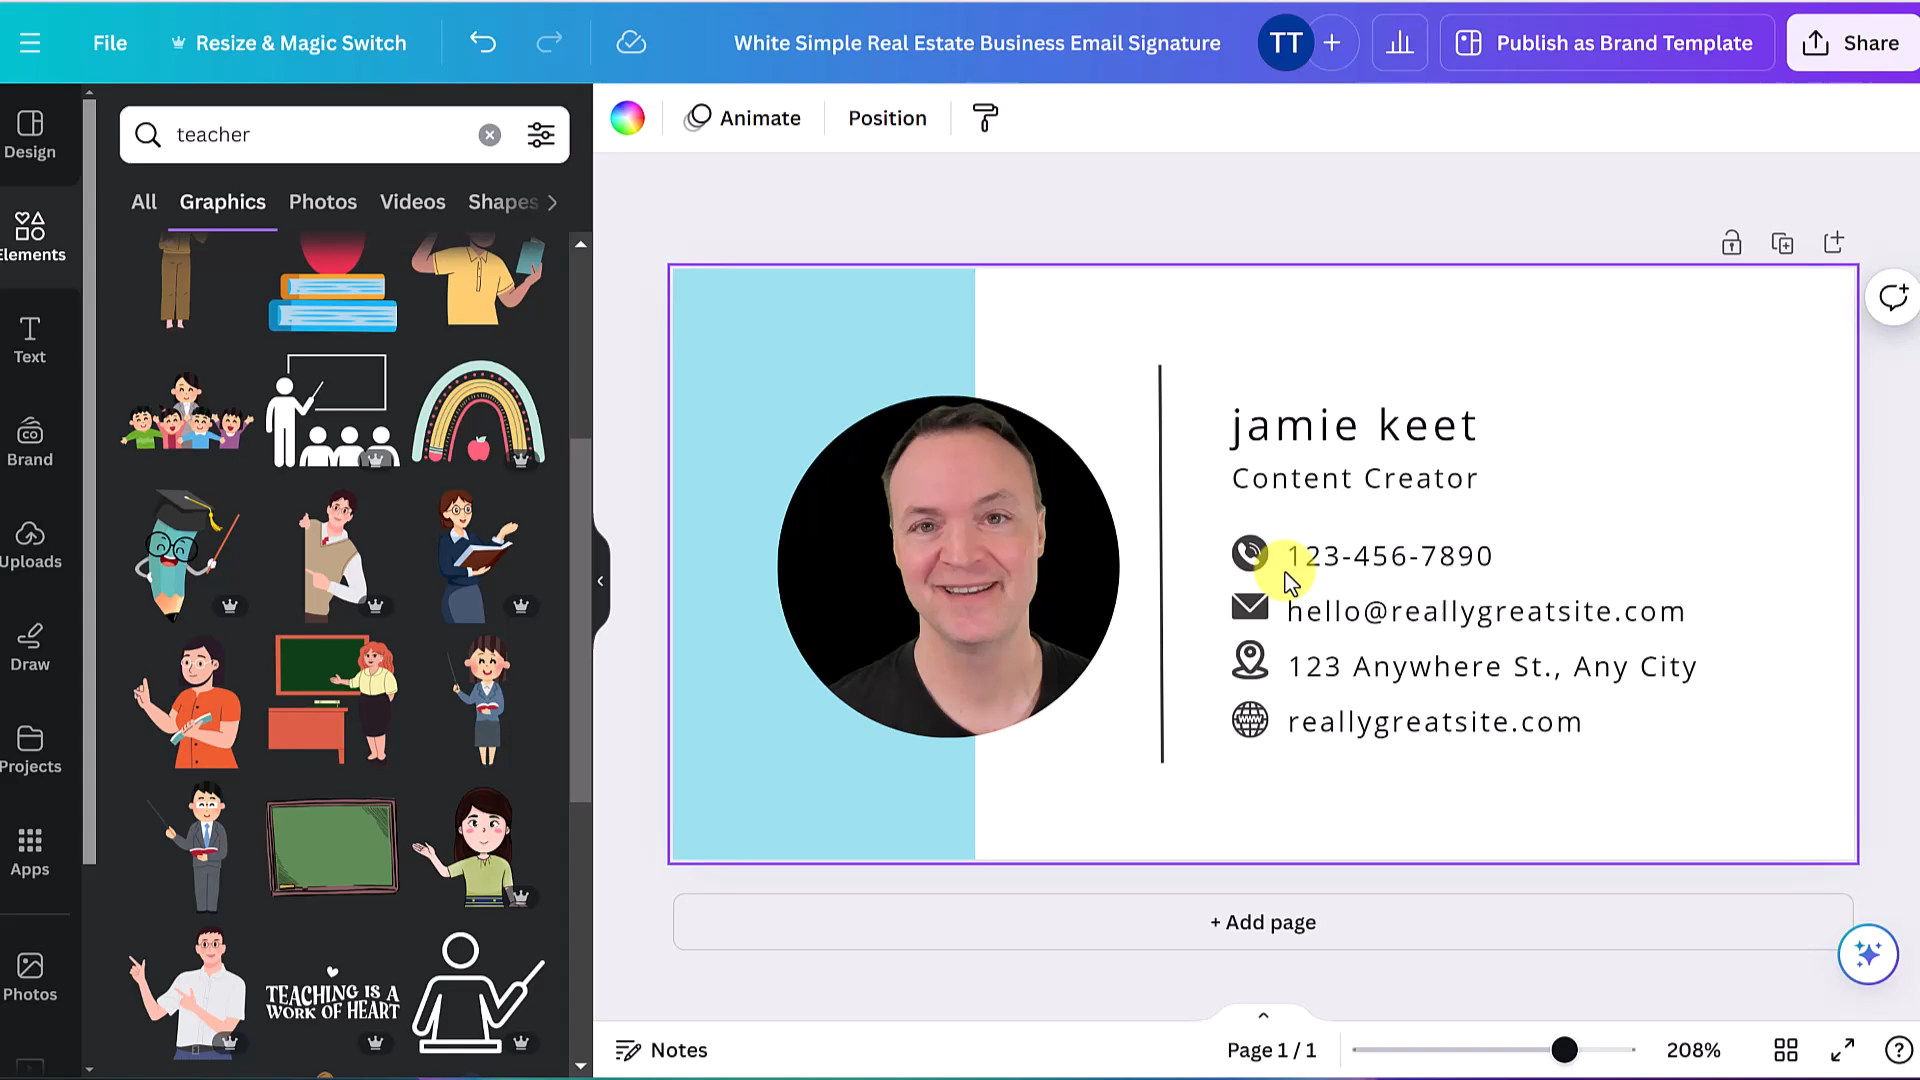 File
Resize & Magic Switch
White Simple Real Estate Business Email Signature
TT
Publish as Brand Template
Share
Design
Elements
Text
Brand
Uploads
Draw
Projects
Apps
Photos
teacher
All
Graphics
Photos
Videos
Shapes
TEACHING IS A
WORK OF HEART
Animate
Position
jamie keet
Content Creator
123-456-7890
hello@reallygreatsite.com
123 Anywhere St., Any City
WWW
reallygreatsite.com
+ Add page
Notes
Page 1 / 1
208%